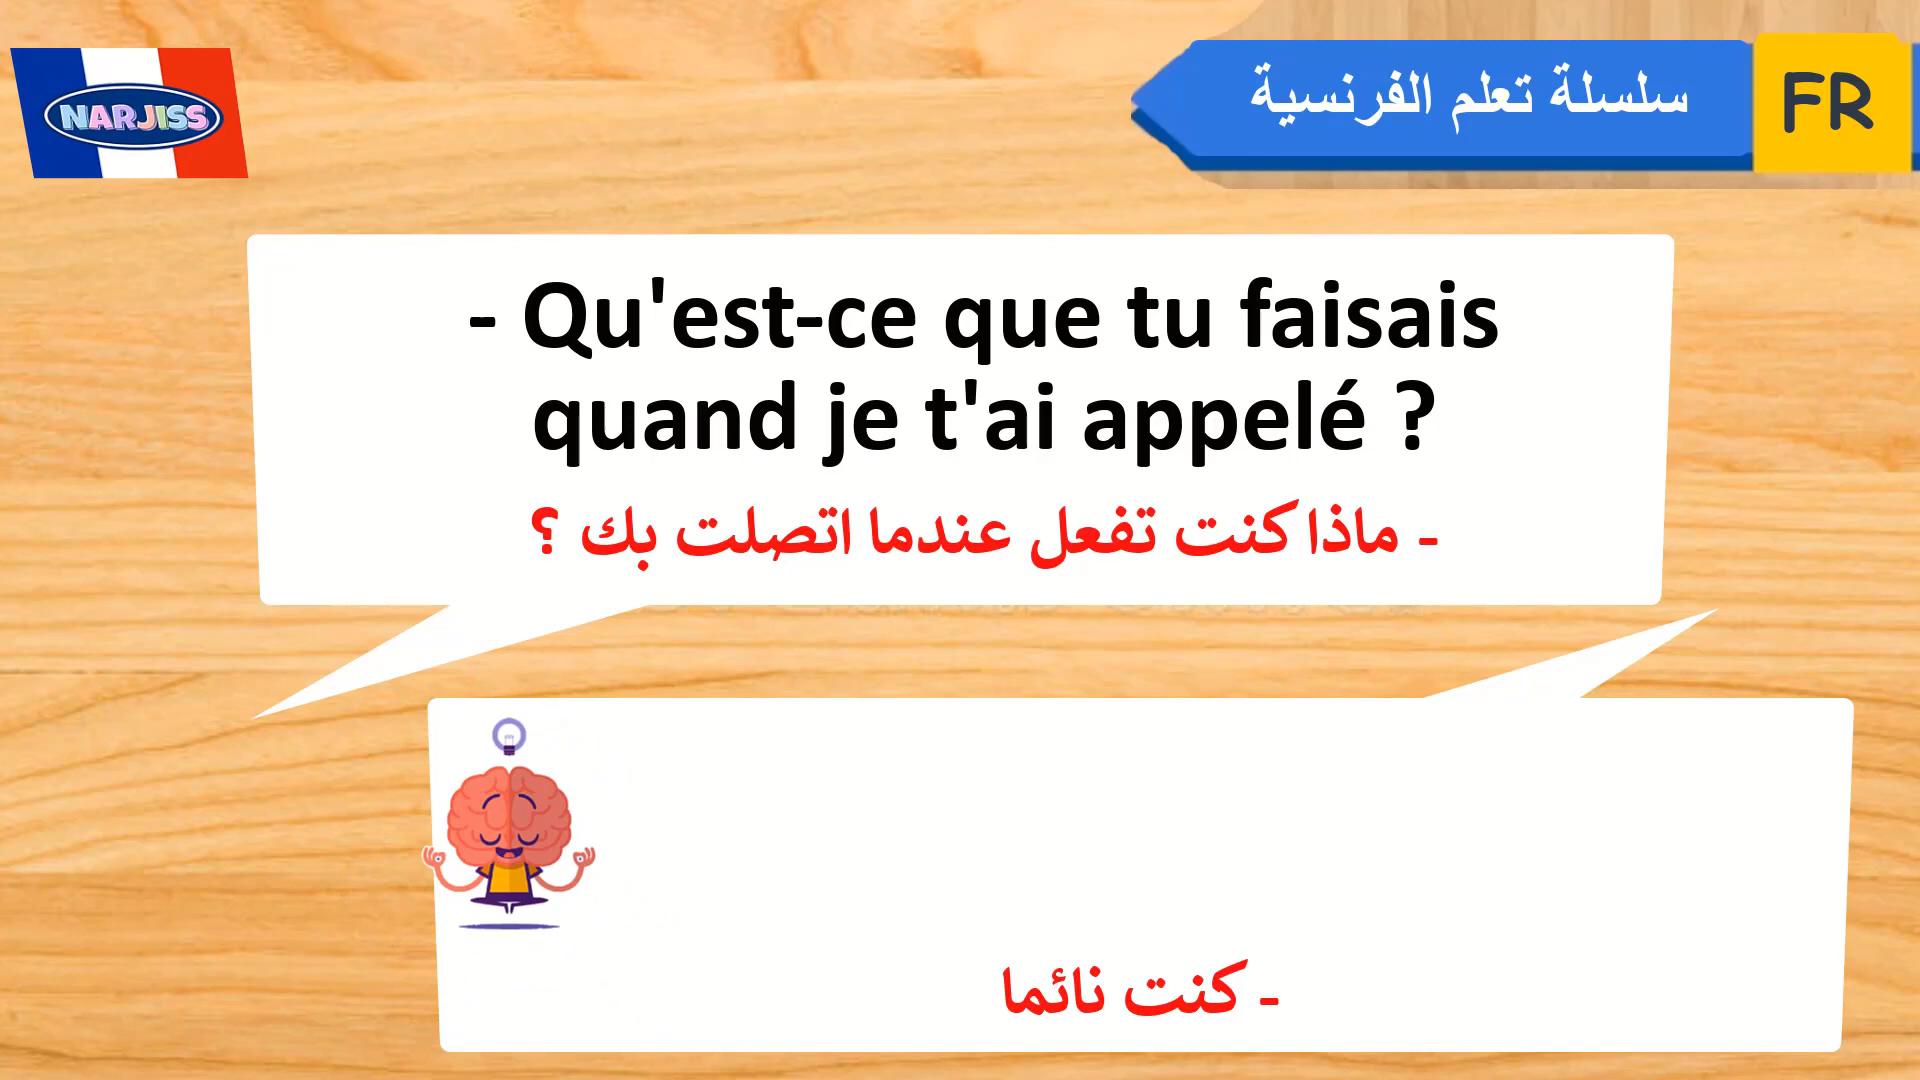 NARJISS
سلسلة تعلم الفرنسية
FR
- Qu'est-ce que tu faisais
quand je t'ai appelé ?
- ماذا كنت تفعل عندما اتصلت بك ؟
- كنت نائما